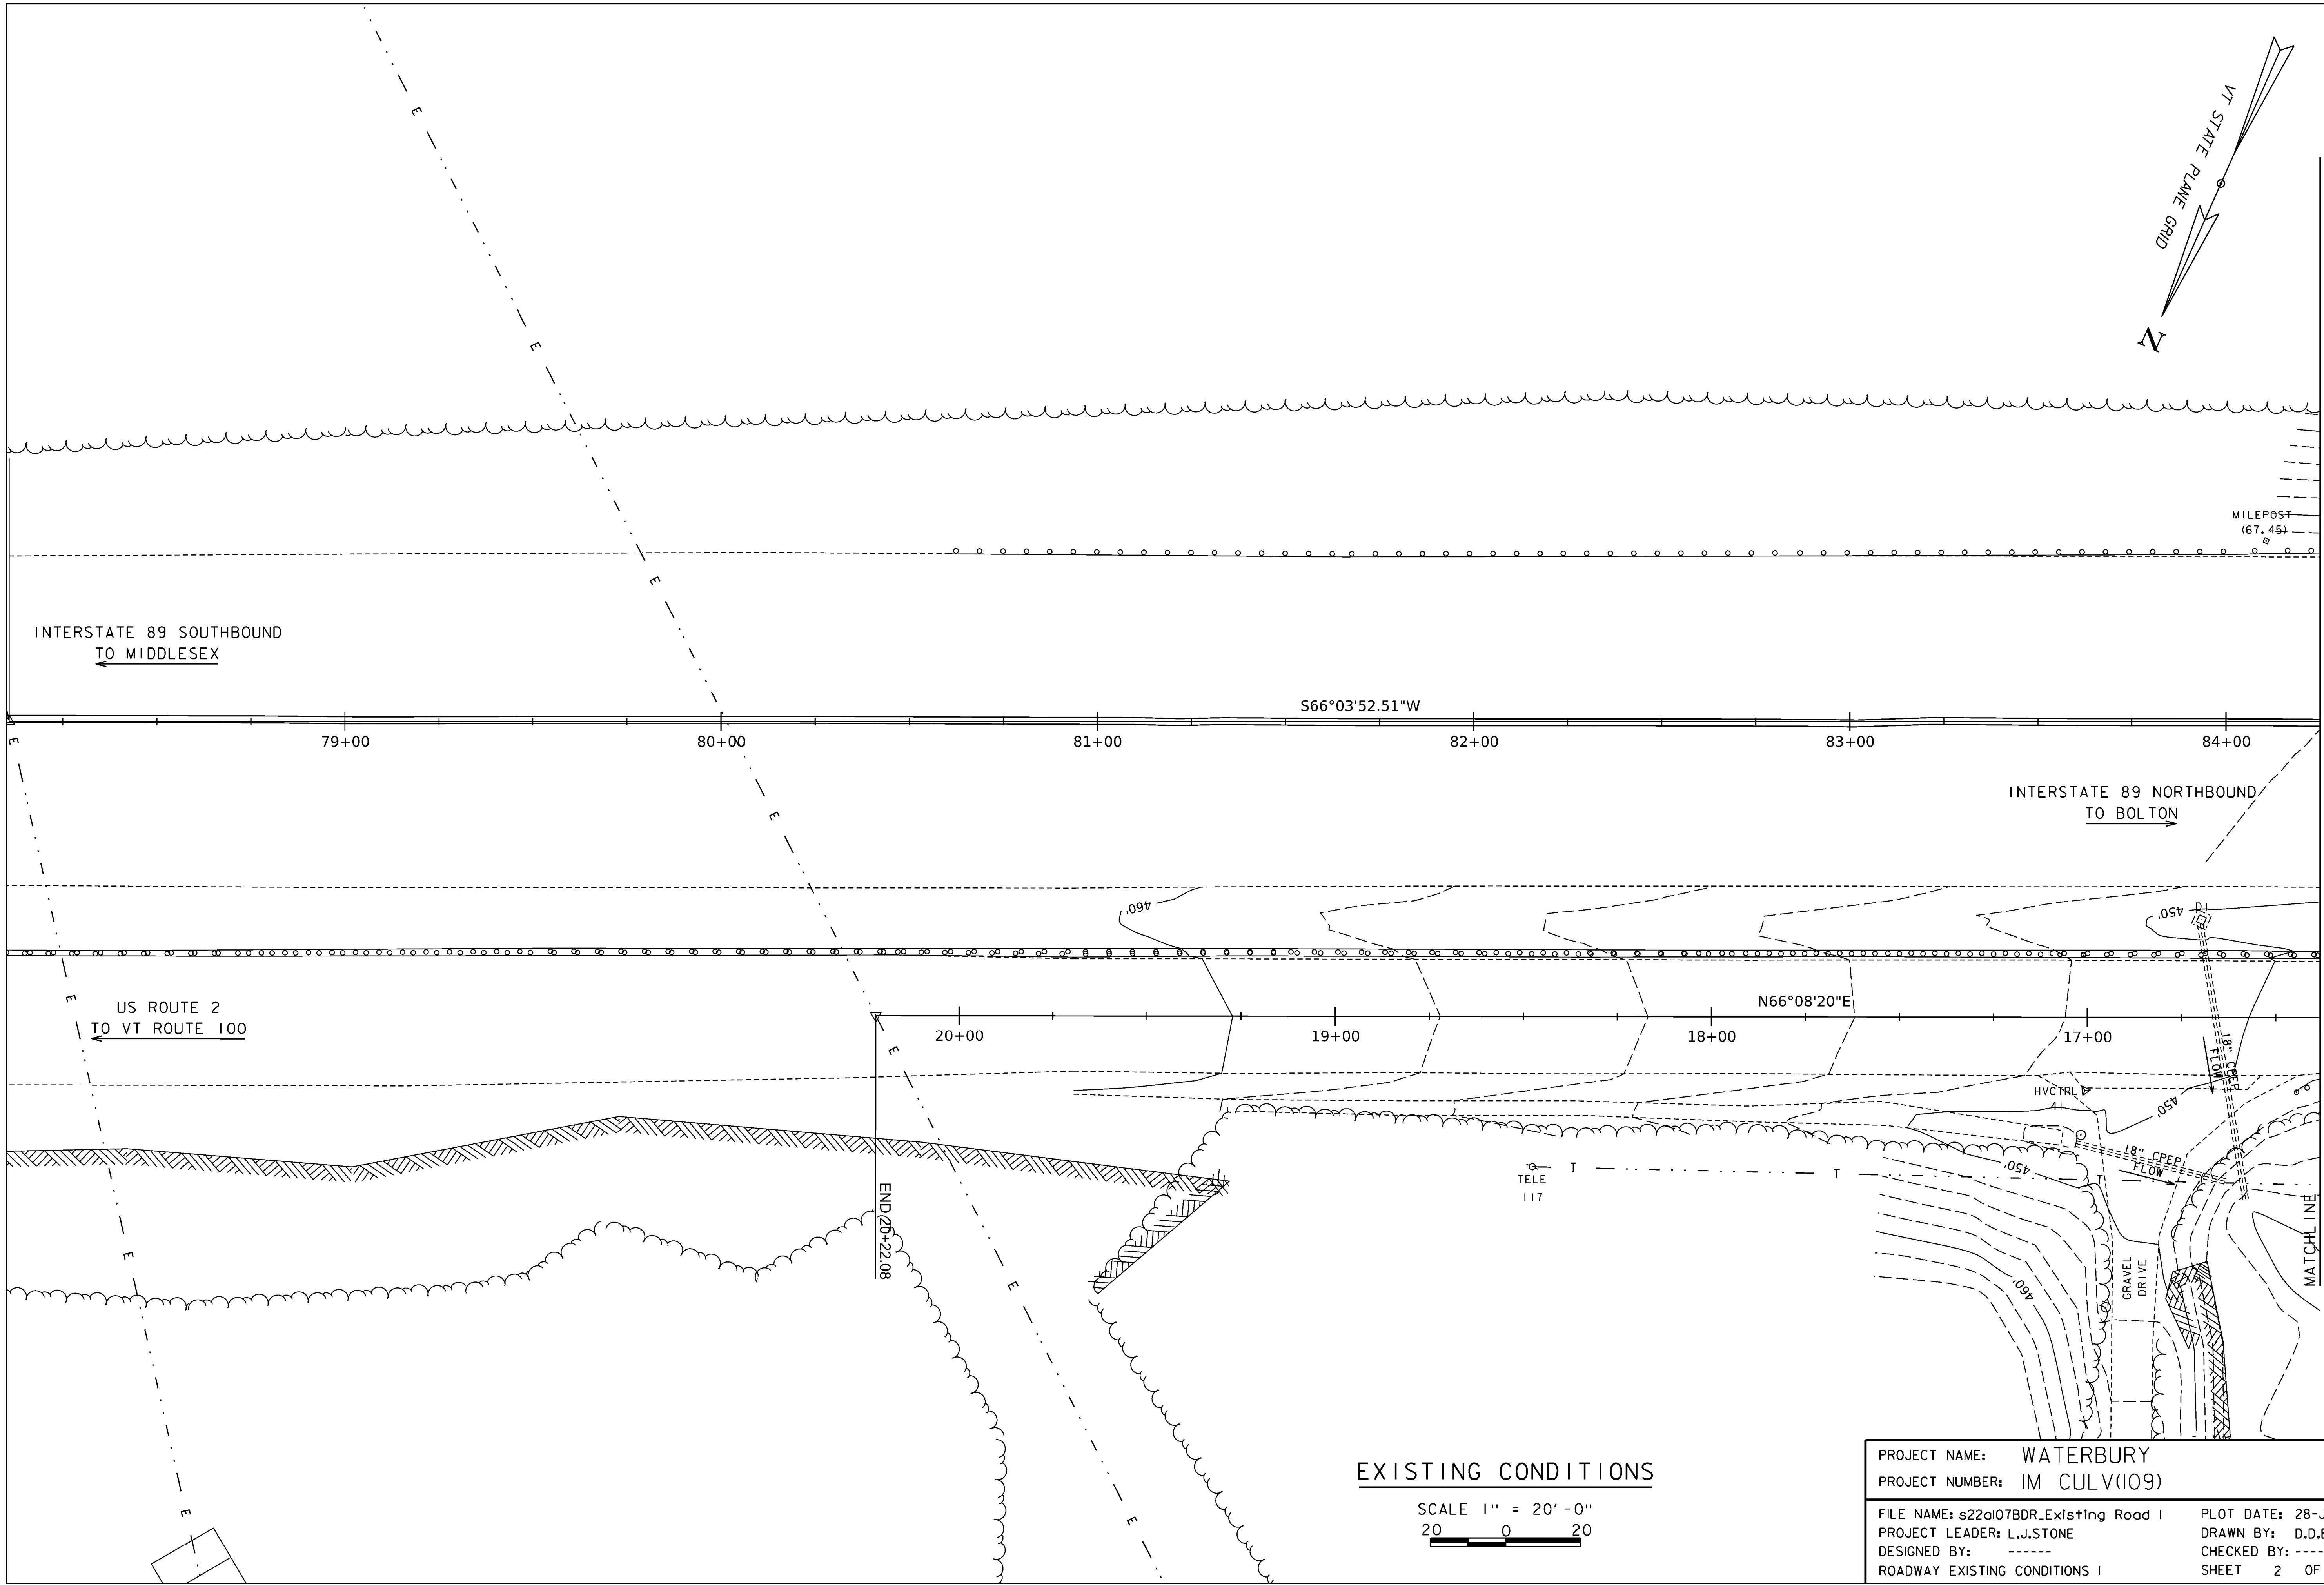 VT STATE PLANE GRID
N
E
E
E
E
E
E
E
E
E
E
E
E
E
MILEPOST
(67.45)
INTERSTATE 89 SOUTHBOUND
TO MIDDLESEX
S66°03'52.51"W
79+00
80+00
81+00
82+00
83+00
84+00
INTERSTATE 89 NORTHBOUND
TO BOLTON
460'
450'
DI
US ROUTE 2
TO VT ROUTE 100
N66°08'20"E
20+00
19+00
18+00
17+00
18" CPEP
FLOW
HVCTRL
41
450'
18" CPEP
FLOW
450'
T
T
T
TELE
117
END 20+22.08
460'
GRAVEL
DRIVE
MATCHLINE
EXISTING CONDITIONS
SCALE 1" = 20'-0"
20 0 20
PROJECT NAME: WATERBURY
PROJECT NUMBER: IM CULV(109)
FILE NAME: s22a107BDR_Existing Road 1 PLOT DATE: 28-J
PROJECT LEADER: L.J.STONE DRAWN BY: D.D.
DESIGNED BY: ------ CHECKED BY: ----
ROADWAY EXISTING CONDITIONS 1 SHEET 2 OF